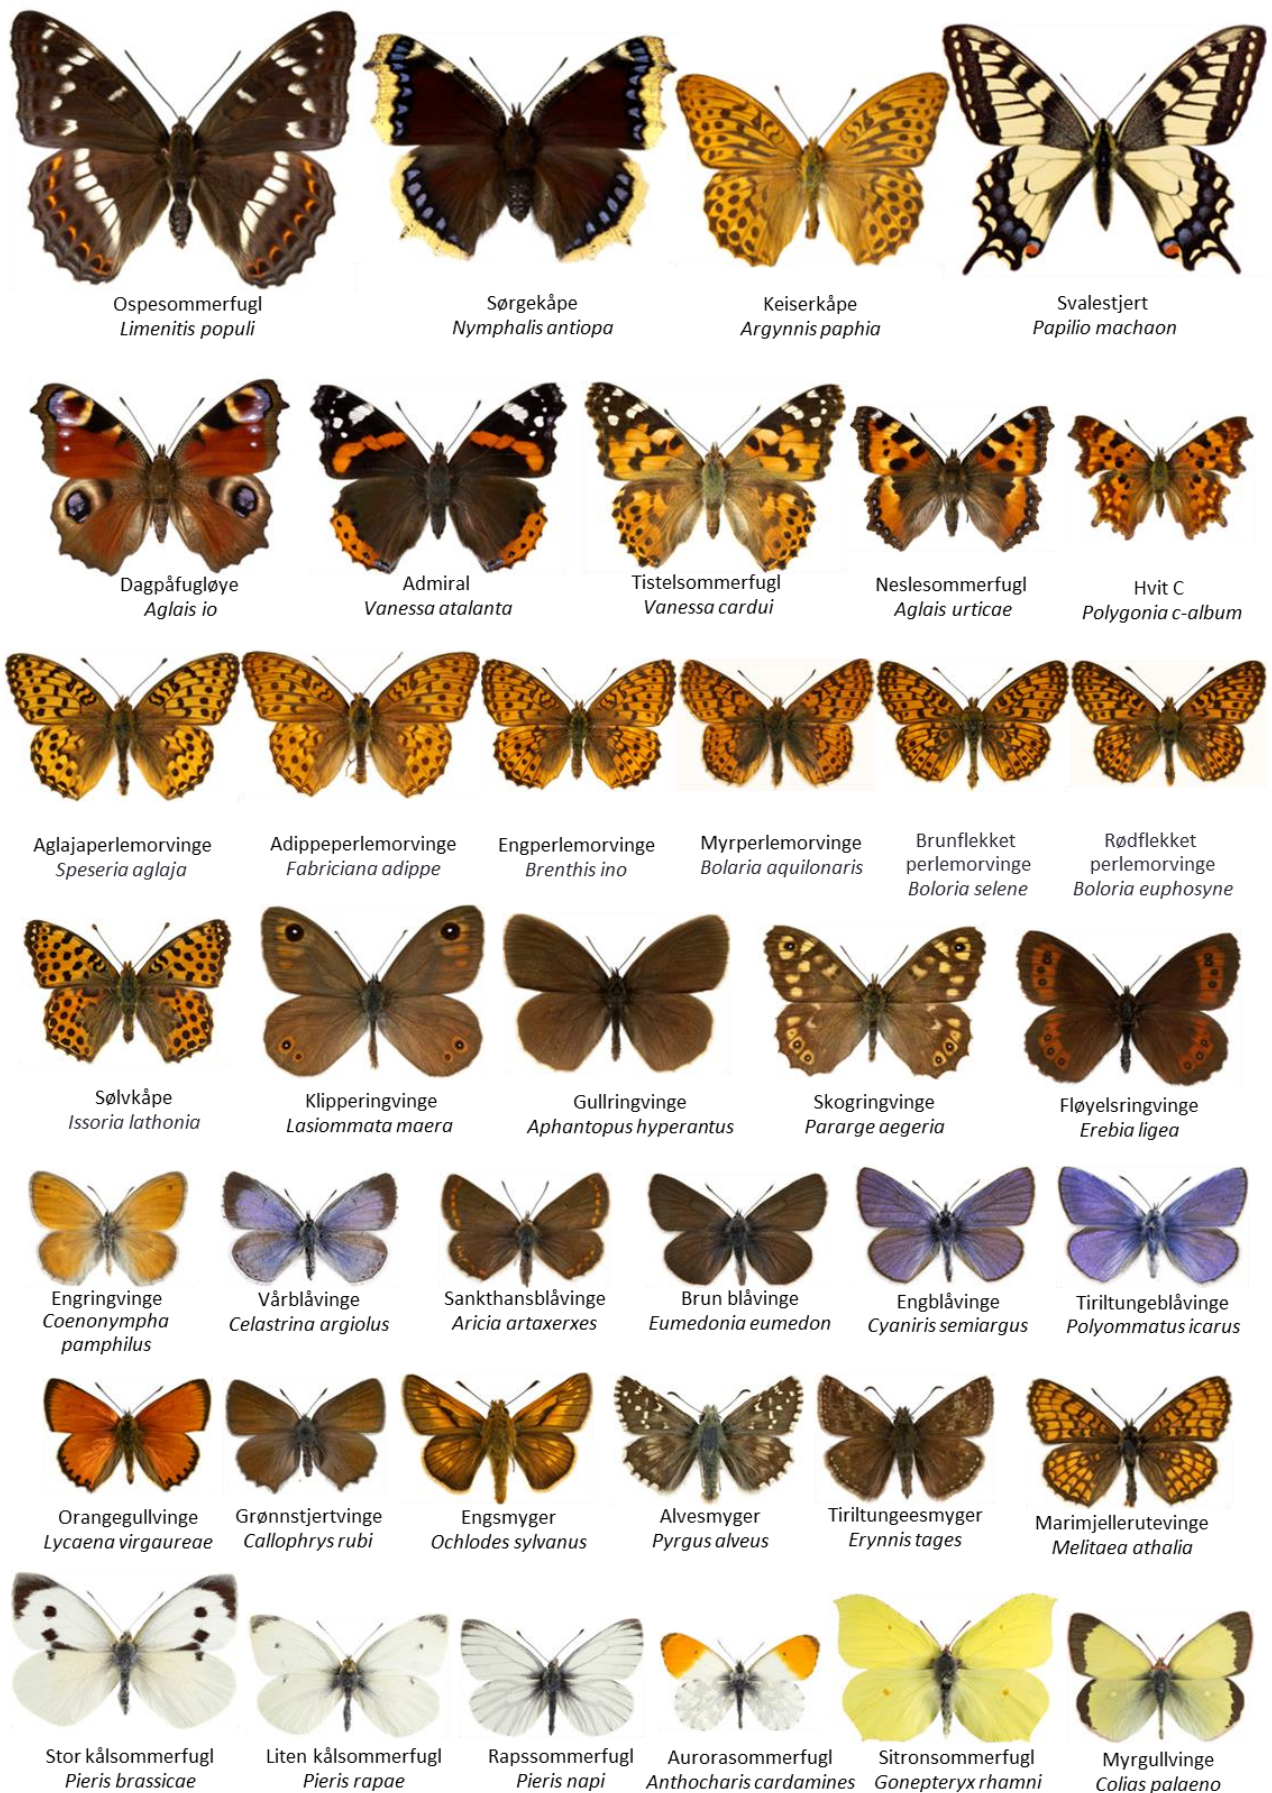 Ospesommerfugl
Limenitis populi
Sørgekåpe
Nymphalis antiopa
Keiserkåpe
Argynnis paphia
Svalestjert
Papilio machaon
Dagpåfugløye
Aglais io
Admiral
Vanessa atalanta
Tistelsommerfugl
Vanessa cardui
Neslesommerfugl
Aglais urticae
Hvit C
Polygonia c-album
Aglajaperlemorvinge
Speseria aglaja
Adippeperlemorvinge
Fabriciana adippe
Engperlemorvinge
Brenthis ino
Myrperlemorvinge
Bolaria aquilonaris
Brunflekket
perlemorvinge
Boloria selene
Rødflekket
perlemorvinge
Boloria euphosyne
Sølvkåpe
Issoria lathonia
Klipperingvinge
Lasiommata maera
Gullringvinge
Aphantopus hyperantus
Skogringvinge
Pararge aegeria
Fløyelsringvinge
Erebia ligea
Engringvinge
Coenonympha
pamphilus
Vårblåvinge
Celastrina argiolus
Sankthansblåvinge
Aricia artaxerxes
Brun blåvinge
Eumedonia eumedon
Engblåvinge
Cyaniris semiargus
Tiriltungeblåvinge
Polyommatus icarus
Orangegullvinge
Lycaena virgaureae
Grønnstjertvinge
Callophrys rubi
Engsmyger
Ochlodes sylvanus
Alvesmyger
Pyrgus alveus
Tiriltungeesmyger
Erynnis tages
Marimjellerutevinge
Melitaea athalia
Stor kålsommerfugl
Pieris brassicae
Liten kålsommerfugl
Pieris rapae
Rapssommerfugl
Pieris napi
Aurorasommerfugl
Anthocharis cardamines
Sitronsommerfugl
Gonepteryx rhamni
Myrgullvinge
Colias palaeno